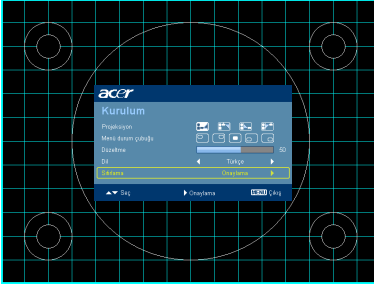 acer
Kurulum
Projeksiyon
Menü durum çubuğu
Düzeltme 50
Dil Türkçe
Sıfırlama Onaylama
Seç Onaylama MENU Çıkış